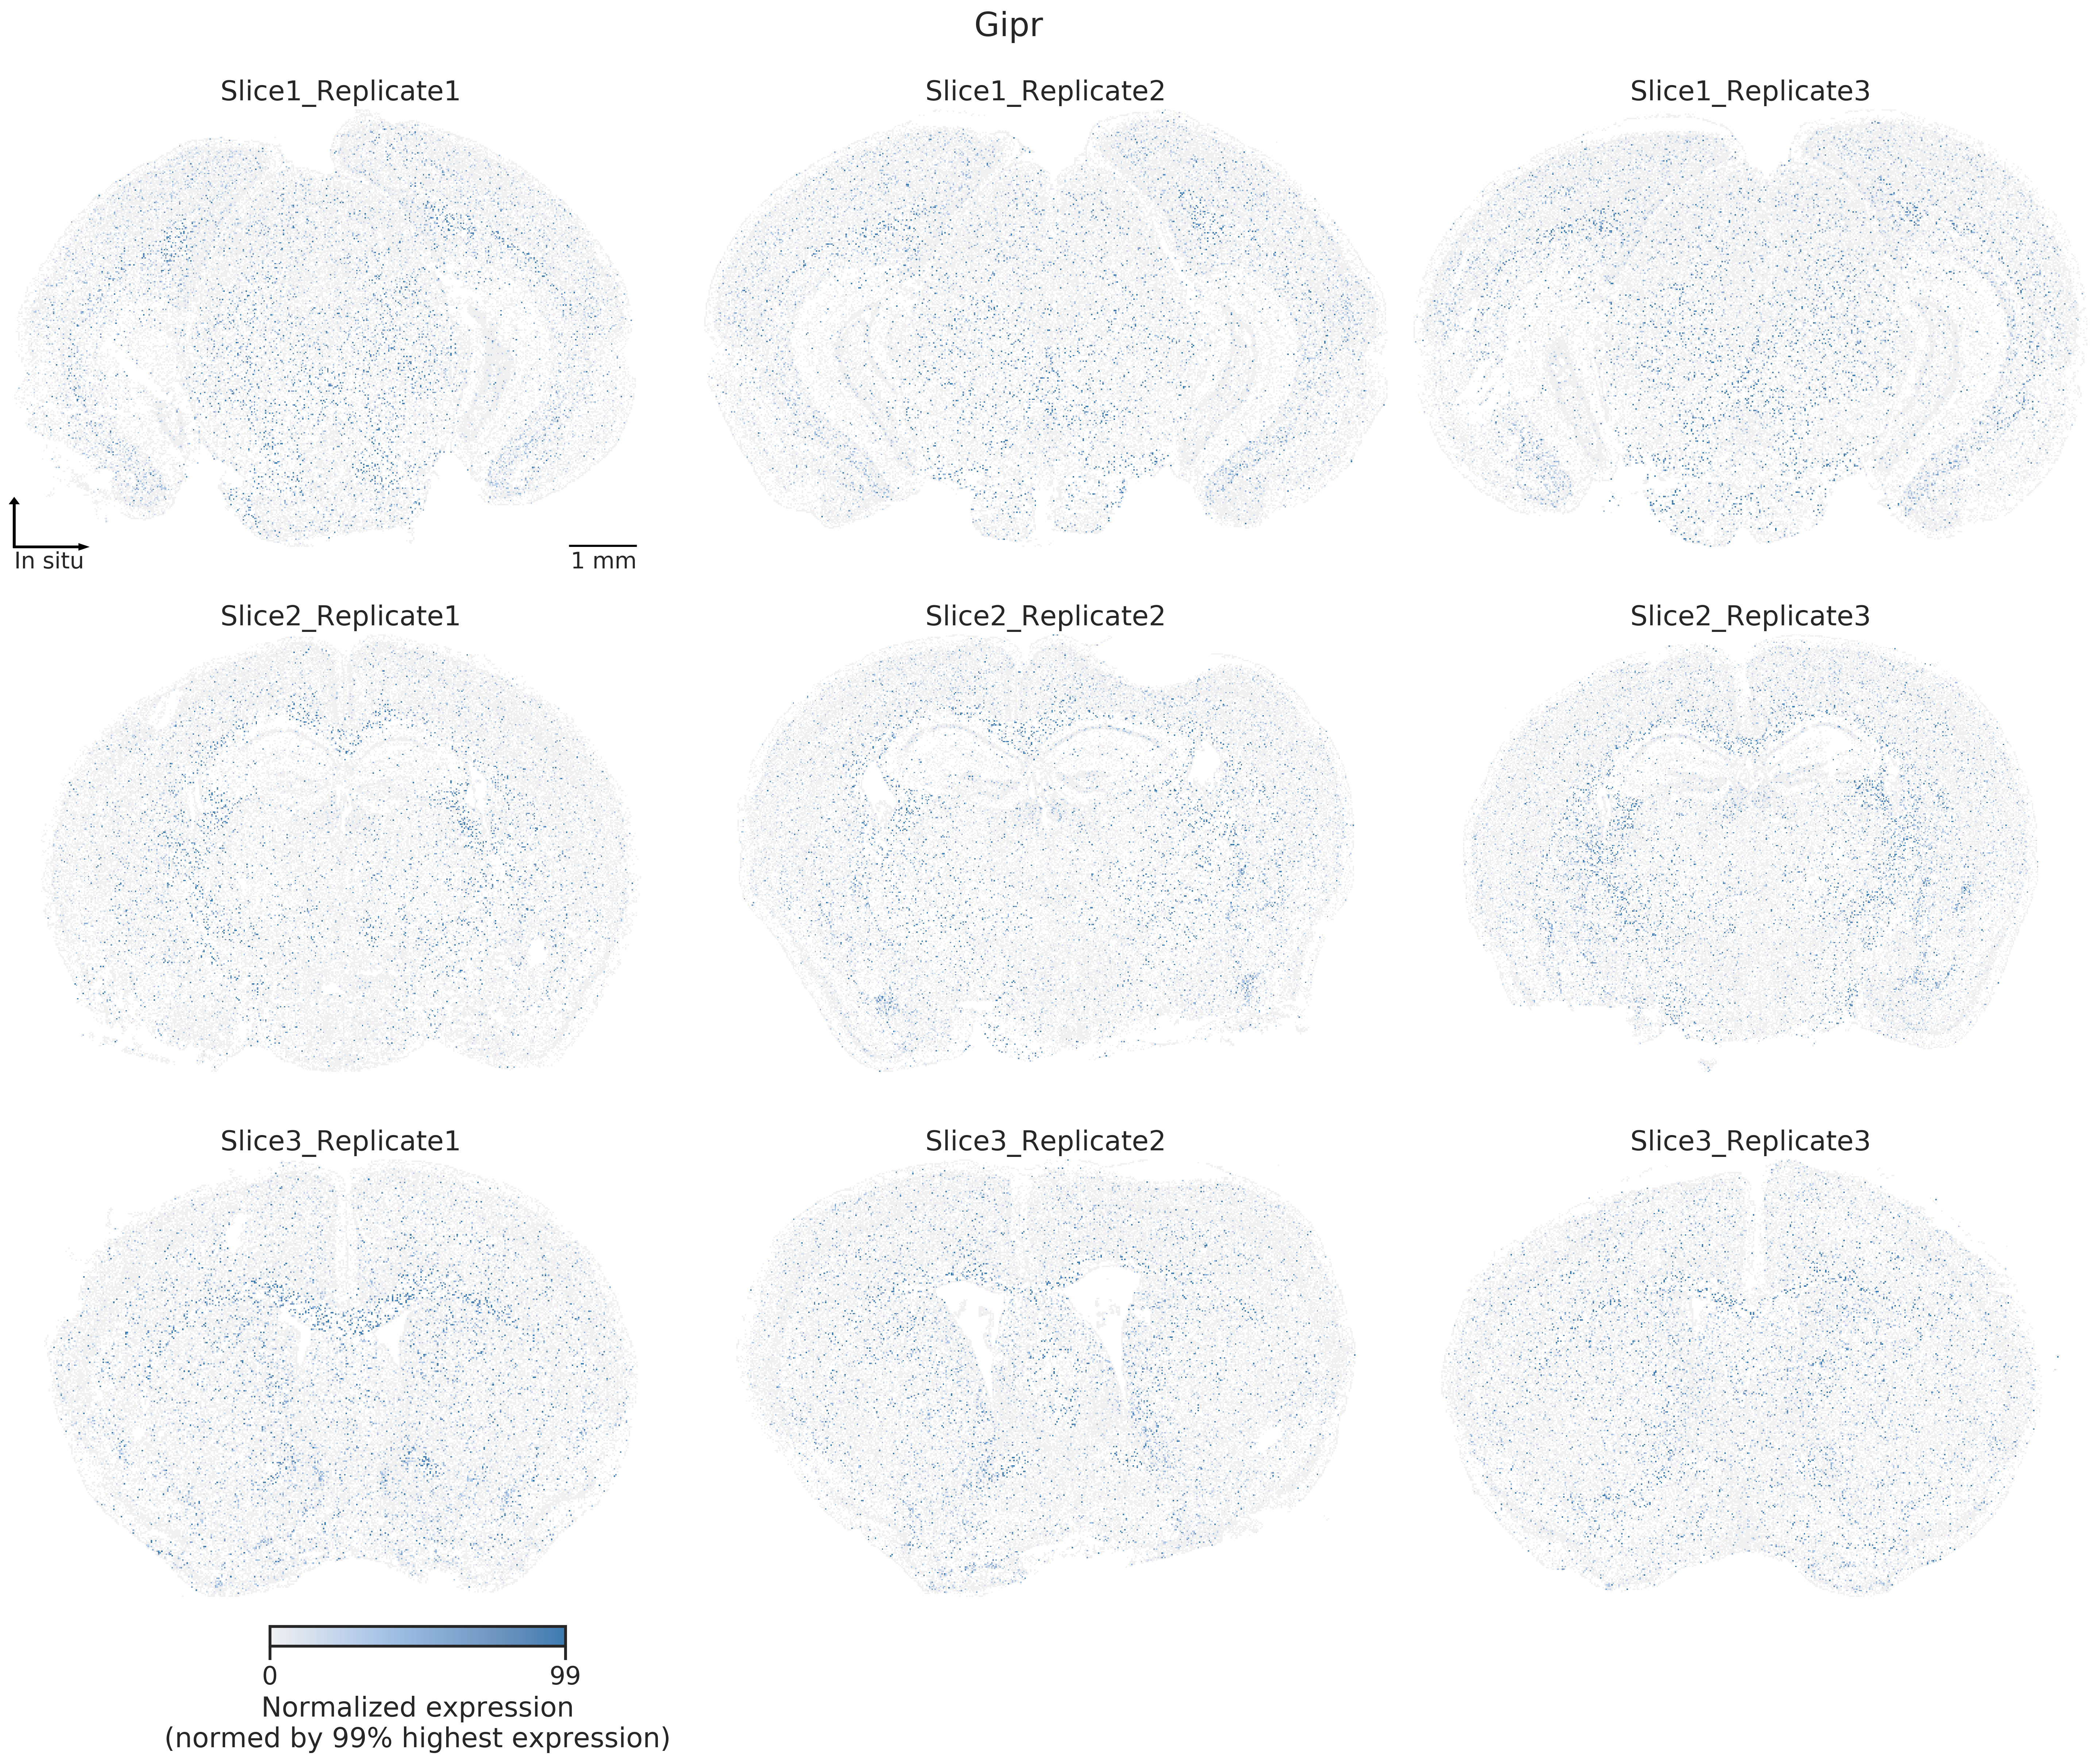 Gipr
Slice1_Replicate1
Slice1_Replicate2
Slice1_Replicate3
In situ
1 mm
Slice2_Replicate1
Slice2_Replicate2
Slice2_Replicate3
Slice3_Replicate1
Slice3_Replicate2
Slice3_Replicate3
0
99
Normalized expression
(normed by 99% highest expression)